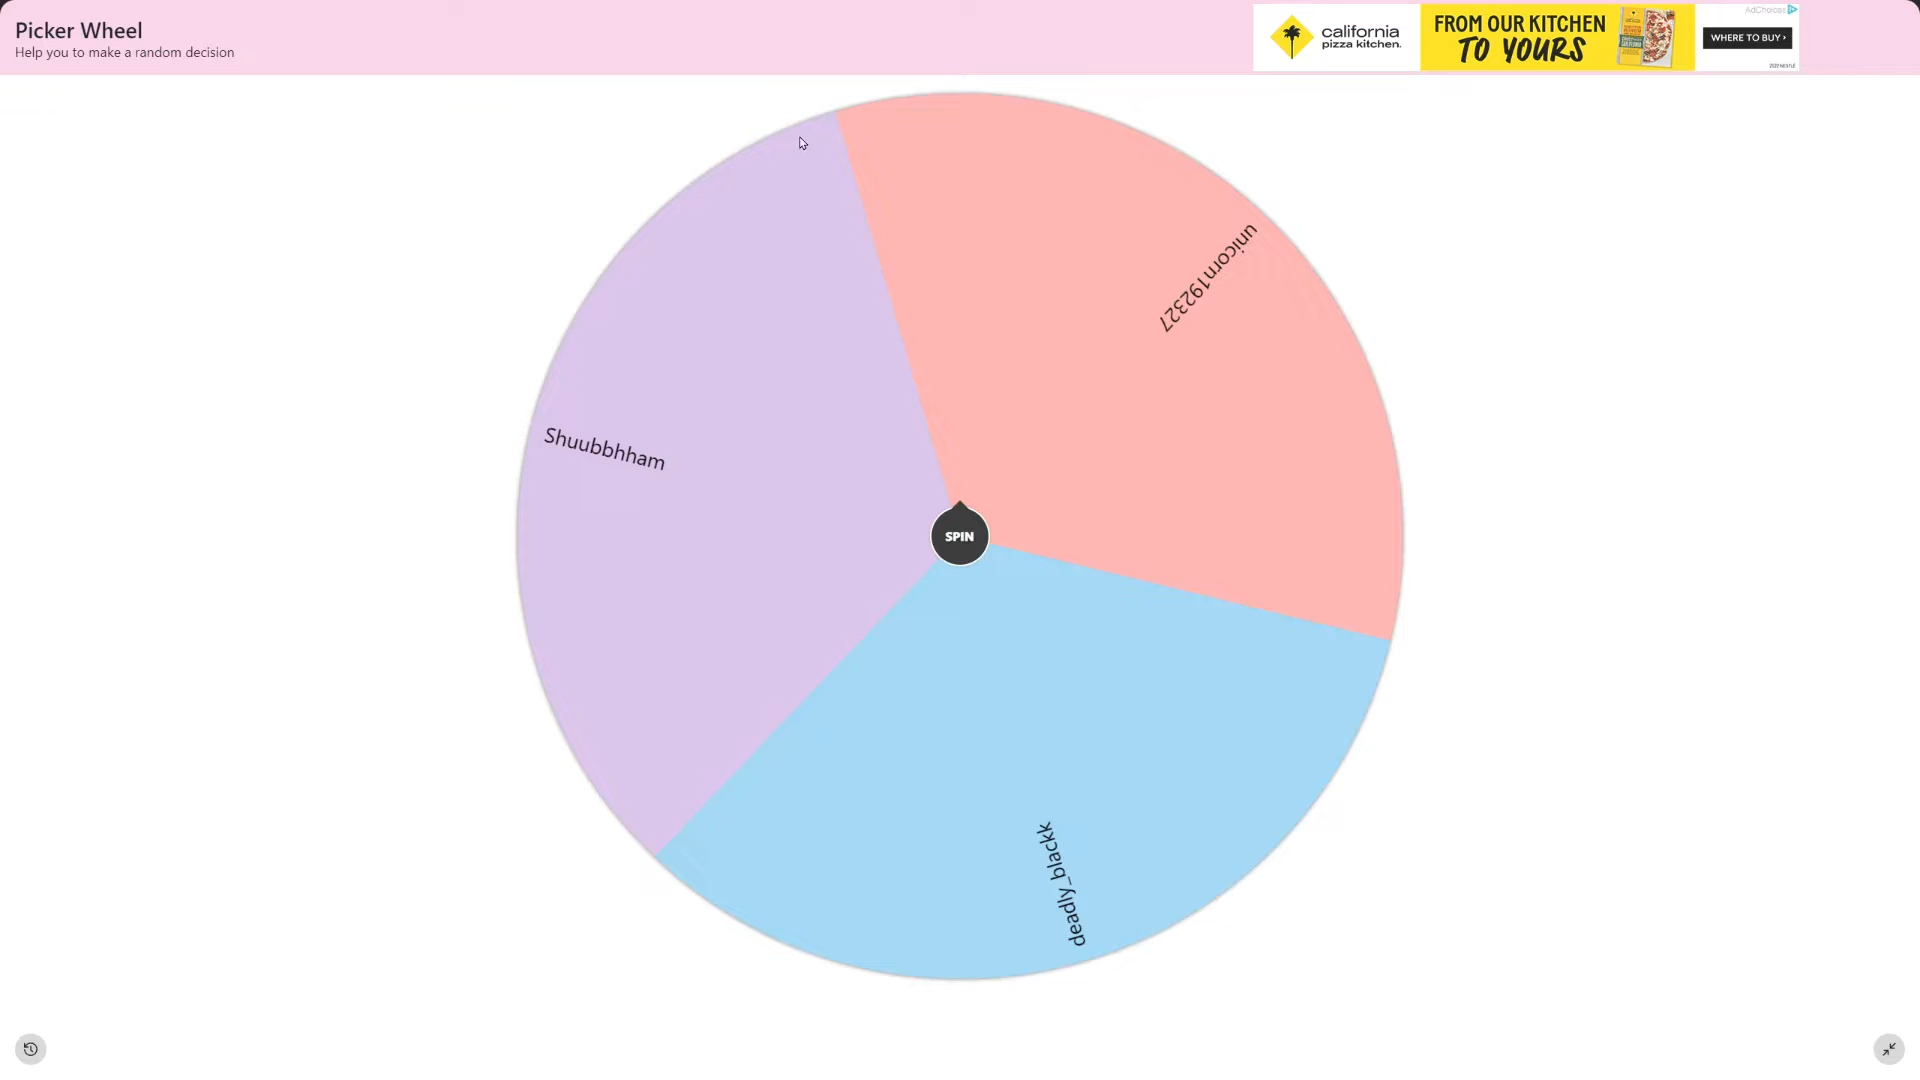 Picker Wheel
Help you to make a random decision
california
pizza kitchen.
FROM OUR KITCHEN
TO YOURS
WHERE TO BUY ›
AdChoices
unicorn192327
Shuubbhham
SPIN
deadly_blackk